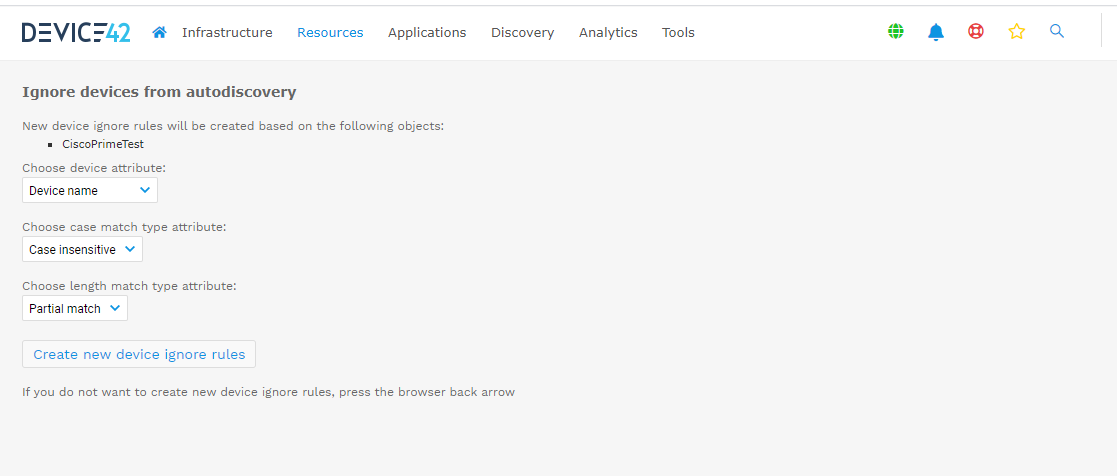 DEVICE42 Infrastructure Resources Applications Discovery Analytics Tools
Ignore devices from autodiscovery
New device ignore rules will be created based on the following objects:
CiscoPrimeTest
Choose device attribute:
Device name
Choose case match type attribute:
Case insensitive
Choose length match type attribute:
Partial match
Create new device ignore rules
If you do not want to create new device ignore rules, press the browser back arrow